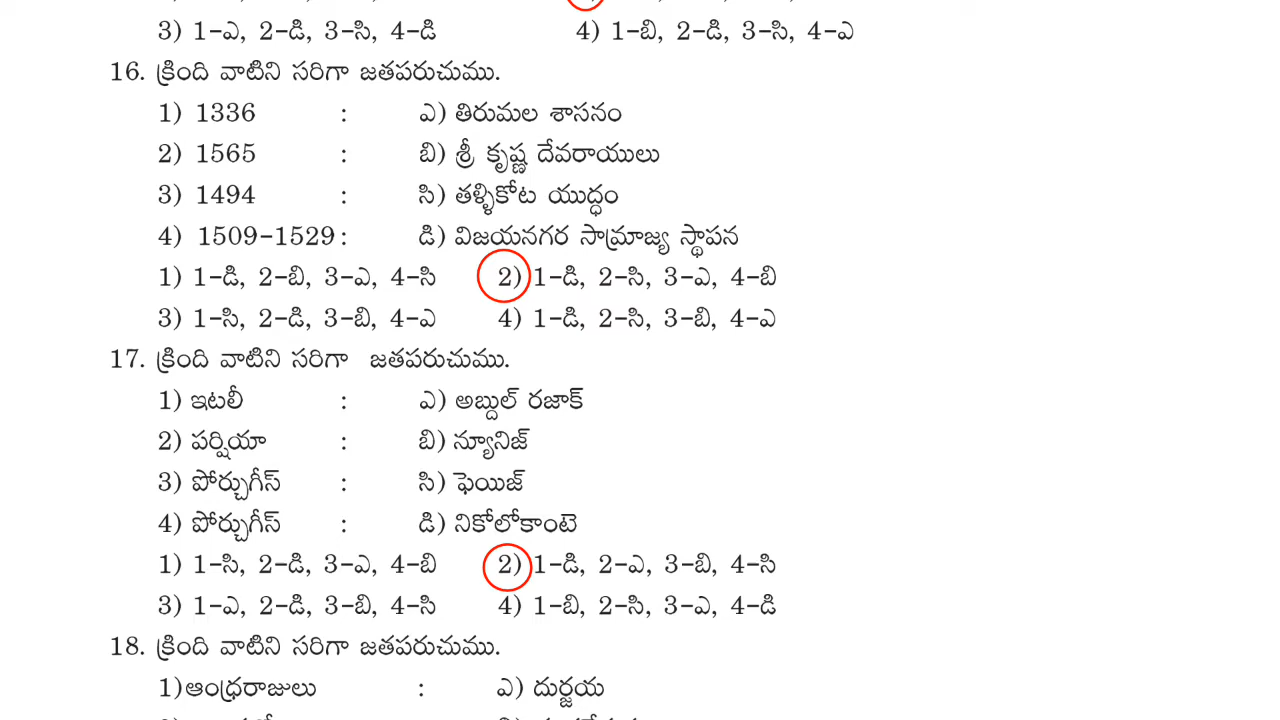 3) 1-ఎ, 2-డి, 3-సి, 4-డి 4) 1-బి, 2-డి, 3-సి, 4-ఎ
16. క్రింది వాటిని సరిగా జతపరుచుము.
1) 1336 : ఎ) తిరుమల శాసనం
2) 1565 : బి) శ్రీ కృష్ణ దేవరాయులు
3) 1494 : సి) తళ్ళికోట యుద్ధం
4) 1509-1529 : డి) విజయనగర సామ్రాజ్య స్థాపన
1) 1-డి, 2-బి, 3-ఎ, 4-సి 2) 1-డి, 2-సి, 3-ఎ, 4-బి
3) 1-సి, 2-డి, 3-బి, 4-ఎ 4) 1-డి, 2-సి, 3-బి, 4-ఎ
17. క్రింది వాటిని సరిగా జతపరుచుము.
1) ఇటలీ : ఎ) అబ్దుల్ రజాక్
2) పర్షియా : బి) న్యూనిజ్
3) పోర్చుగీస్ : సి) ఫెయిజ్
4) పోర్చుగీస్ : డి) నికోలోకాంటె
1) 1-సి, 2-డి, 3-ఎ, 4-బి 2) 1-డి, 2-ఎ, 3-బి, 4-సి
3) 1-ఎ, 2-డి, 3-బి, 4-సి 4) 1-బి, 2-సి, 3-ఎ, 4-డి
18. క్రింది వాటిని సరిగా జతపరుచుము.
1)ఆంధ్రరాజులు : ఎ) దుర్జయ